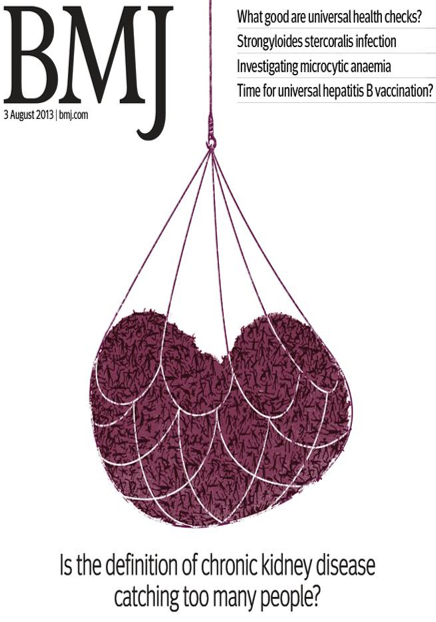 BMJ
3 August 2013 | bmj.com
What good are universal health checks?
Strongyloides stercoralis infection
Investigating microcytic anaemia
Time for universal hepatitis B vaccination?
Is the definition of chronic kidney disease
catching too many people?